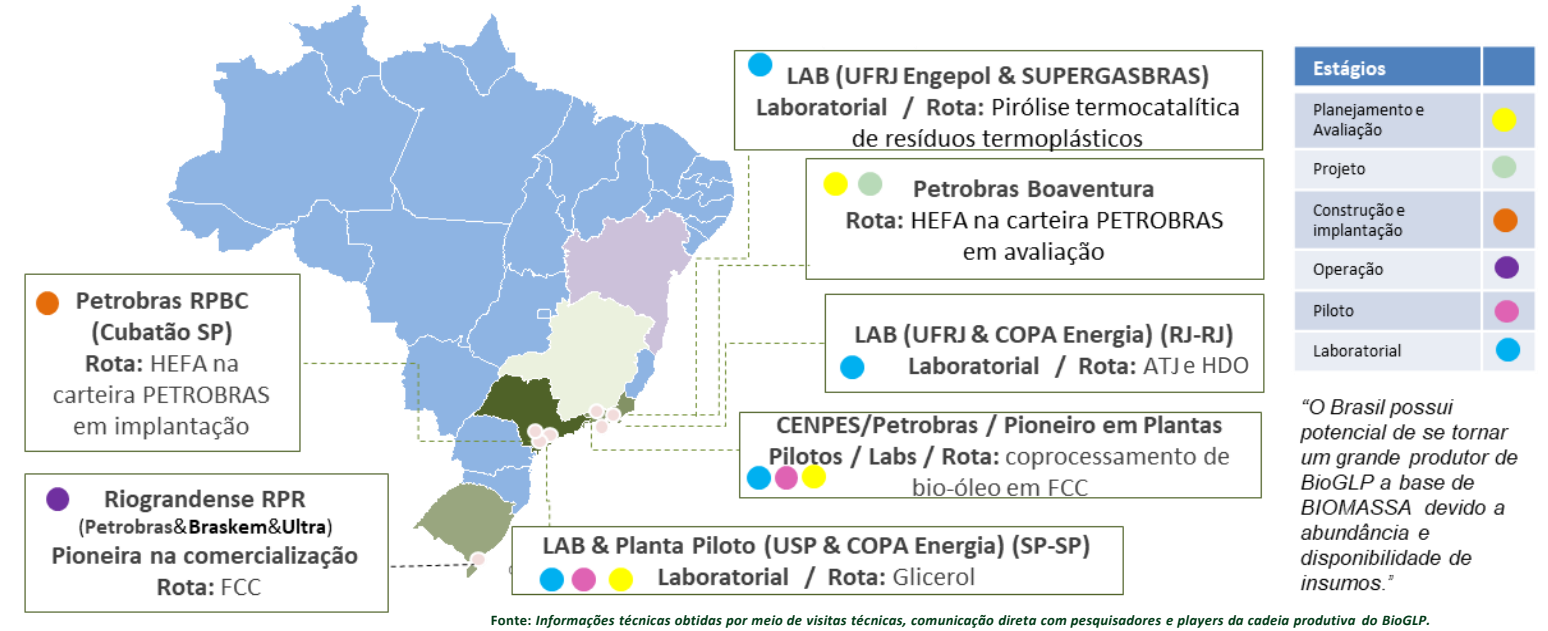 LAB (UFRJ Engepol & SUPERGASBRAS)
Laboratorial / Rota: Pirólise termocatalítica
de resíduos termoplásticos
Petrobras Boaventura
Rota: HEFA na carteira PETROBRAS
em avaliação
Petrobras RPBC
(Cubatão SP)
Rota: HEFA na
carteira PETROBRAS
em implantação
LAB (UFRJ & COPA Energia) (RJ-RJ)
Laboratorial / Rota: ATJ e HDO
CENPES/Petrobras / Pioneiro em Plantas
Pilotos / Labs / Rota: coprocessamento de
bio-óleo em FCC
Riograndense RPR
(Petrobras&Braskem&Ultra)
Pioneira na comercialização
Rota: FCC
LAB & Planta Piloto (USP & COPA Energia) (SP-SP)
Laboratorial / Rota: Glicerol
Estágios
Planejamento e
Avaliação
Projeto
Construção e
implantação
Operação
Piloto
Laboratorial
“O Brasil possui
potencial de se tornar
um grande produtor de
BioGLP a base de
BIOMASSA devido a
abundância e
disponibilidade de
insumos.”
Fonte: Informações técnicas obtidas por meio de visitas técnicas, comunicação direta com pesquisadores e players da cadeia produtiva do BioGLP.